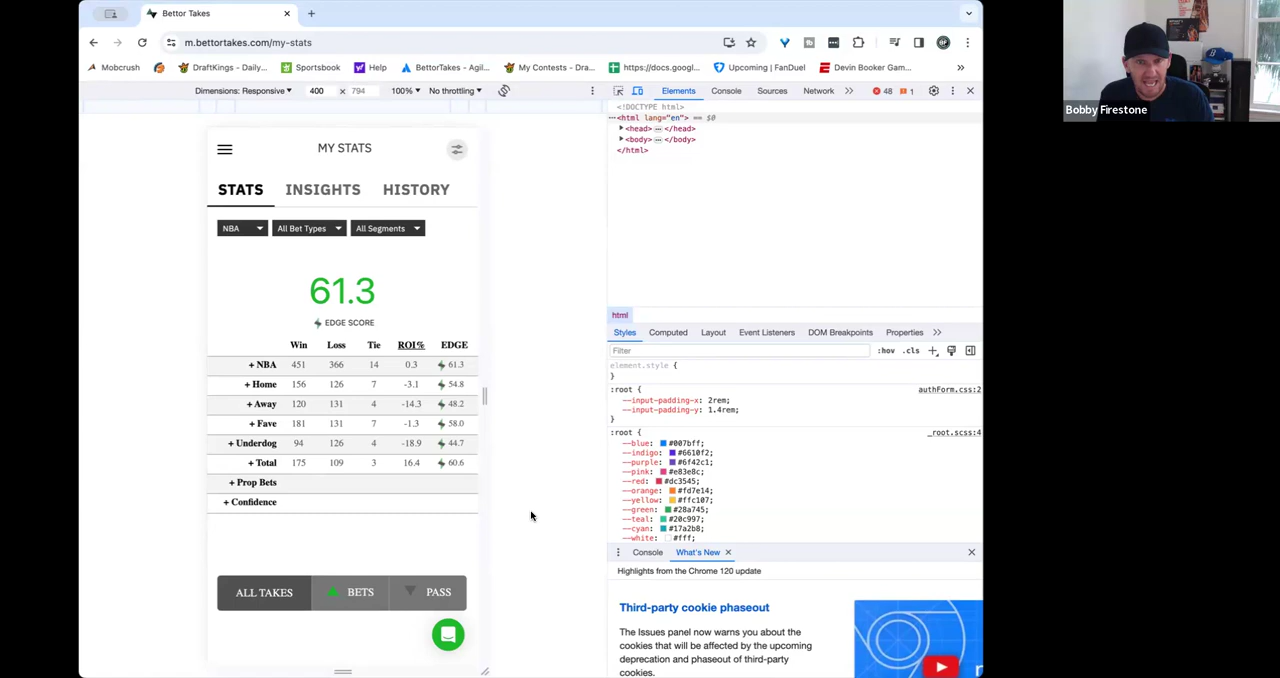 Bettor Takes
m.bettortakes.com/my-stats
Mobcrush
DraftKings - Daily...
Sportsbook
Help
BetterTakes - Agil...
My Contests - Dra...
https://docs.googl...
Upcoming | FanDuel
Devin Booker Gam...
»
Dimensions: Responsive
400 × 794
100%
No throttling
Elements
Console
Sources
Network
»
48
1
<!DOCTYPE html>
<html lang="en"> == $0
<head> </head>
<body> </body>
</html>
MY STATS
STATS
INSIGHTS
HISTORY
NBA
All Bet Types
All Segments
61.3
EDGE SCORE
Win Loss Tie ROI% EDGE
+ NBA 451 366 14 0.3 61.3
+ Home 156 126 7 -3.1 54.8
+ Away 120 131 4 -14.3 48.2
+ Fave 181 131 7 -1.3 58.0
+ Underdog 94 126 4 -18.9 44.7
+ Total 175 109 3 16.4 60.6
+ Prop Bets
+ Confidence
ALL TAKES
BETS
PASS
html
Styles
Computed
Layout
Event Listeners
DOM Breakpoints
Properties
»
Filter
:hov .cls
element.style {
}
:root { authForm.css:2
--input-padding-x: 2rem;
--input-padding-y: 1.4rem;
}
:root { _root.scss:4
--blue: #007bff;
--indigo: #6610f2;
--purple: #6f42c1;
--pink: #e83e8c;
--red: #dc3545;
--orange: #fd7e14;
--yellow: #ffc107;
--green: #28a745;
--teal: #20c997;
--cyan: #17a2b8;
--white: #fff;
Console
What's New
Highlights from the Chrome 120 update
Third-party cookie phaseout
The Issues panel now warns you about the
cookies that will be affected by the upcoming
deprecation and phaseout of third-party
cookies.
Bobby Firestone